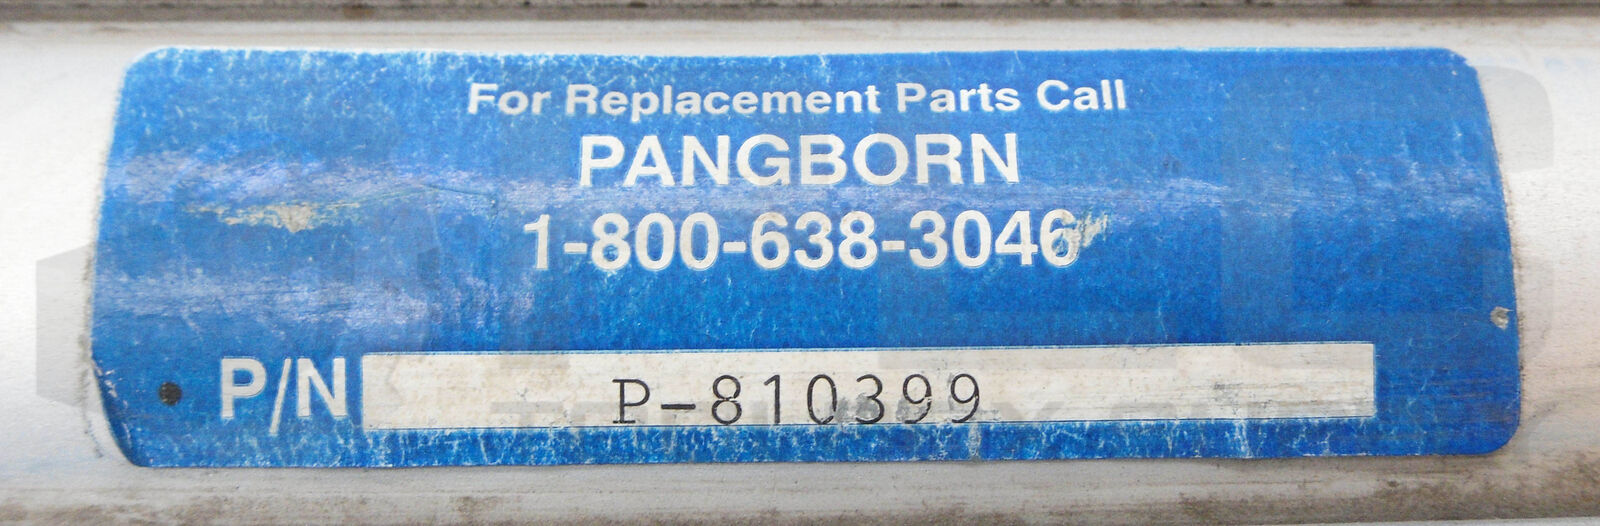 For Replacement Parts Call
PANGBORN
1-800-638-3046
P/N P-810399